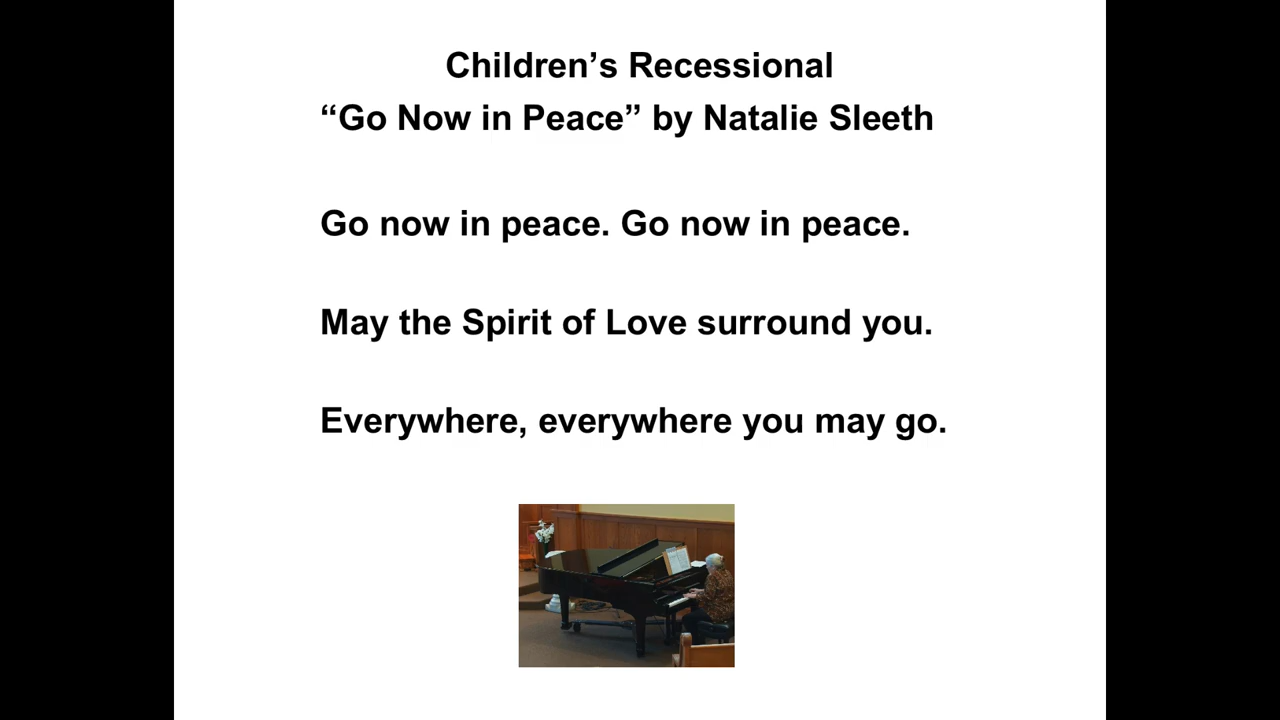 Children’s Recessional
“Go Now in Peace” by Natalie Sleeth
Go now in peace. Go now in peace.
May the Spirit of Love surround you.
Everywhere, everywhere you may go.